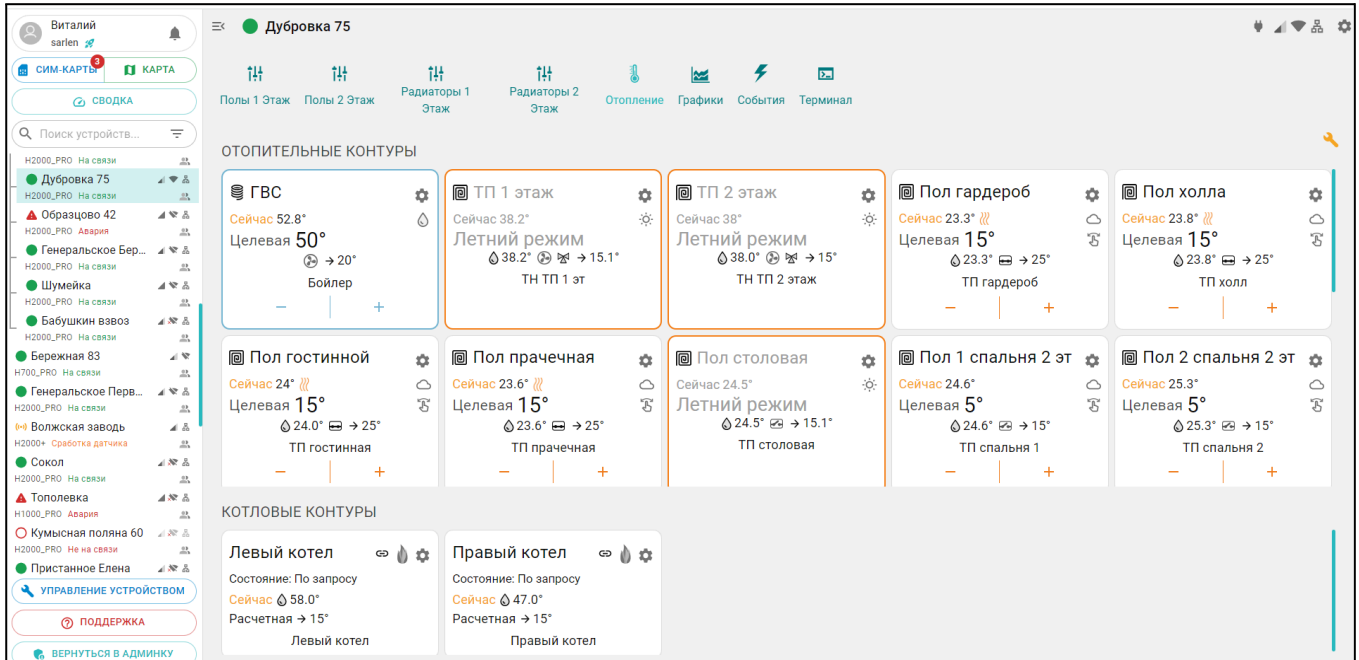 Виталий
sarlen
СИМ-КАРТЫ
3
КАРТА
СВОДКА
Поиск устройств...
H2000_PRO На связи
Дубровка 75
H2000_PRO На связи
Образцово 42
H2000_PRO Авария
Генеральское Бер...
H2000_PRO На связи
Шумейка
H2000_PRO На связи
Бабушкин взвоз
H2000_PRO На связи
Бережная 83
H700_PRO На связи
Генеральское Перв...
H2000_PRO На связи
Волжская заводь
H2000+ Сработка датчика
Сокол
H2000_PRO На связи
Тополевка
H1000_PRO Авария
Кумысная поляна 60
H2000_PRO Не на связи
Пристанное Елена
УПРАВЛЕНИЕ УСТРОЙСТВОМ
ПОДДЕРЖКА
ВЕРНУТЬСЯ В АДМИНКУ
Дубровка 75
Полы 1 Этаж
Полы 2 Этаж
Радиаторы 1
Этаж
Радиаторы 2
Этаж
Отопление
Графики
События
Терминал
ОТОПИТЕЛЬНЫЕ КОНТУРЫ
ГВС
Сейчас 52.8°
Целевая 50°
→ 20°
Бойлер
− +
ТП 1 этаж
Сейчас 38.2°
Летний режим
38.2° → 15.1°
ТН ТП 1 эт
ТП 2 этаж
Сейчас 38°
Летний режим
38.0° → 15°
ТН ТП 2 этаж
Пол гардероб
Сейчас 23.3°
Целевая 15°
23.3° → 25°
ТП гардероб
− +
Пол холла
Сейчас 23.8°
Целевая 15°
23.8° → 25°
ТП холл
− +
Пол гостинной
Сейчас 24°
Целевая 15°
24.0° → 25°
ТП гостинная
− +
Пол прачечная
Сейчас 23.6°
Целевая 15°
23.6° → 25°
ТП прачечная
− +
Пол столовая
Сейчас 24.5°
Летний режим
24.5° → 15.1°
ТП столовая
Пол 1 спальня 2 эт
Сейчас 24.6°
Целевая 5°
24.6° → 15°
ТП спальня 1
− +
Пол 2 спальня 2 эт
Сейчас 25.3°
Целевая 5°
25.3° → 15°
ТП спальня 2
− +
КОТЛОВЫЕ КОНТУРЫ
Левый котел
Состояние: По запросу
Сейчас 58.0°
Расчетная → 15°
Левый котел
Правый котел
Состояние: По запросу
Сейчас 47.0°
Расчетная → 15°
Правый котел